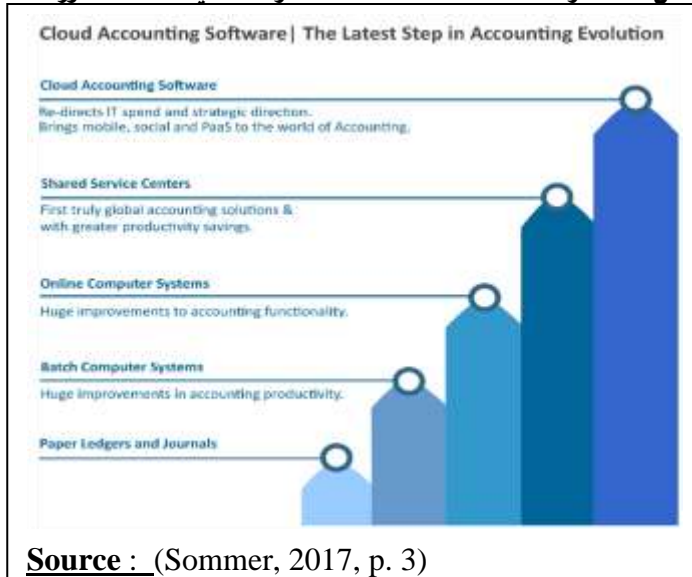 Cloud Accounting Software| The Latest Step in Accounting Evolution
Cloud Accounting Software
Re-directs IT spend and strategic direction.
Brings mobile, social and PaaS to the world of Accounting.
Shared Service Centers
First truly global accounting solutions &
with greater productivity savings.
Online Computer Systems
Huge improvements to accounting functionality.
Batch Computer Systems
Huge improvements in accounting productivity.
Paper Ledgers and Journals
Source : (Sommer, 2017, p. 3)